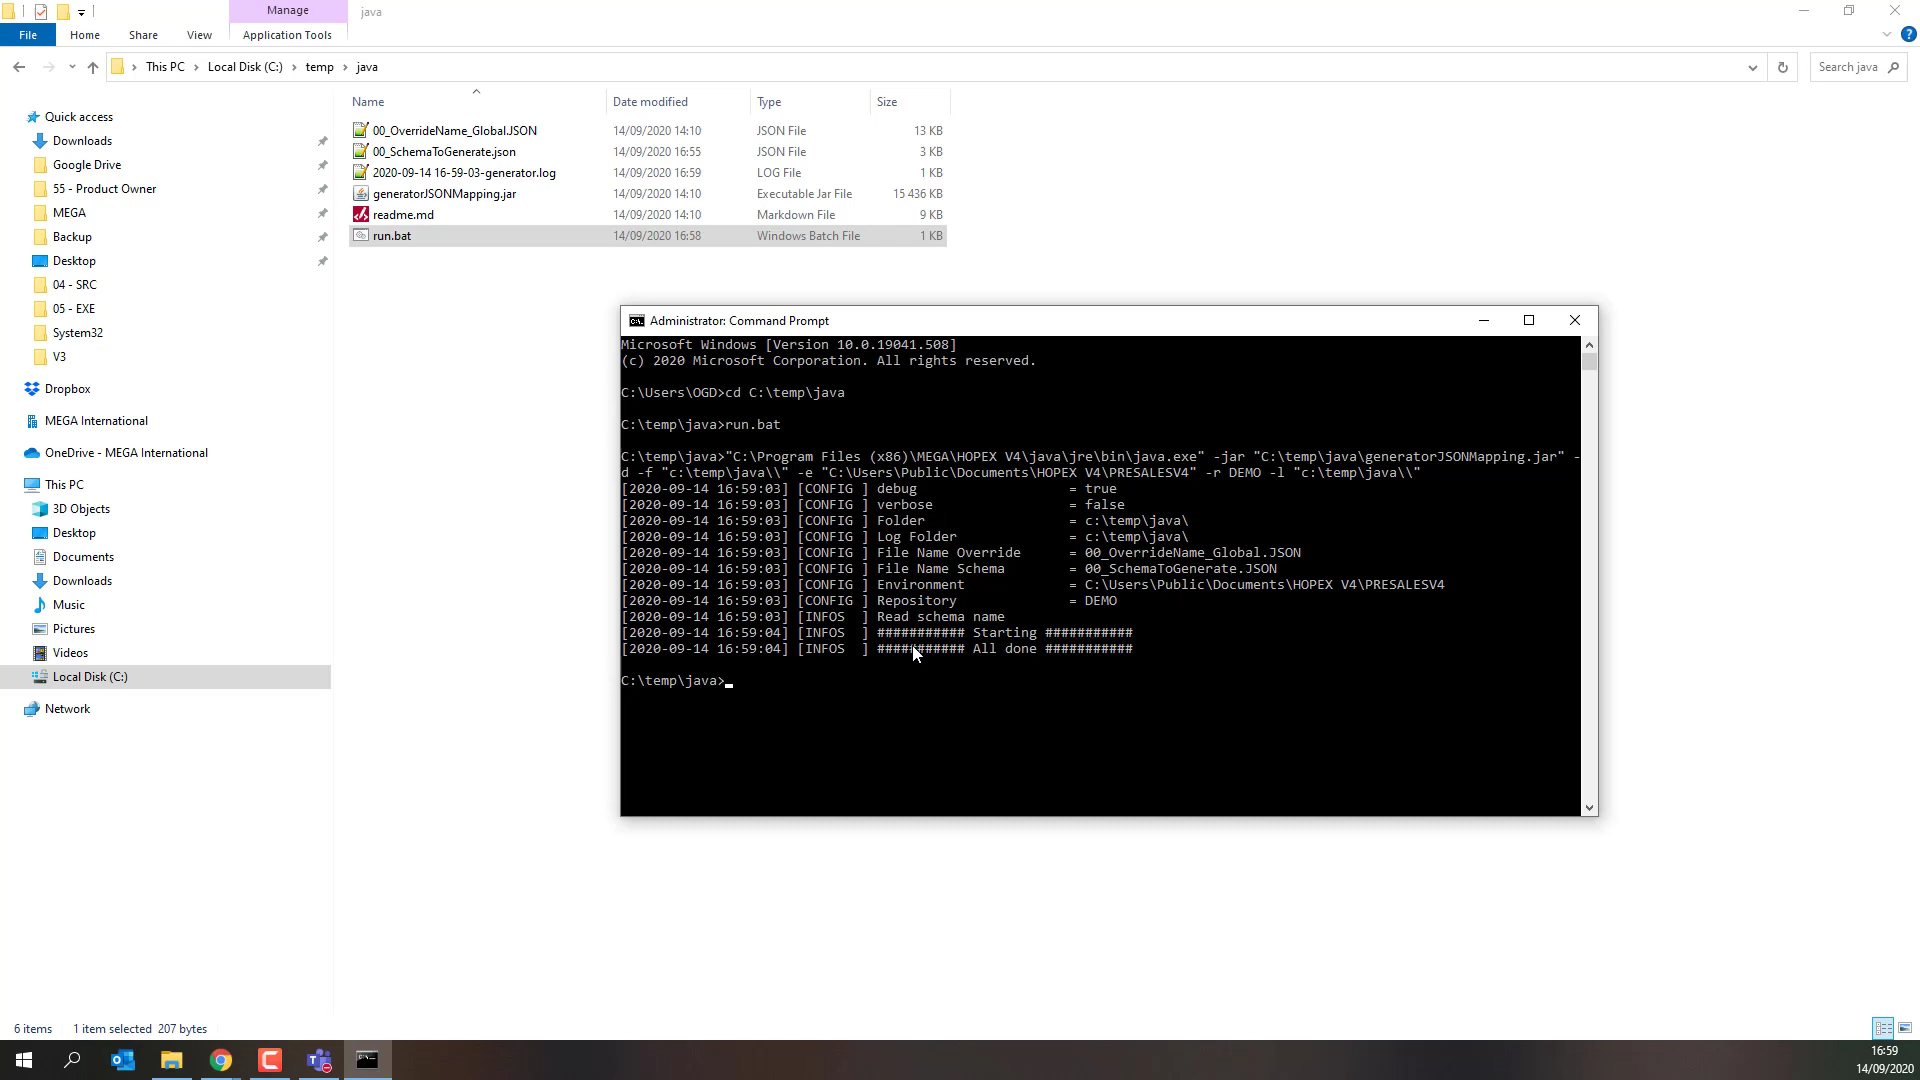 Manage
java
File
Home
Share
View
Application Tools
This PC
Local Disk (C:)
temp
java
Search java
Name
Date modified
Type
Size
00_OverrideName_Global.JSON 14/09/2020 14:10 JSON File 13 KB
00_SchemaToGenerate.json 14/09/2020 16:55 JSON File 3 KB
2020-09-14 16-59-03-generator.log 14/09/2020 16:59 LOG File 1 KB
generatorJSONMapping.jar 14/09/2020 14:10 Executable Jar File 15 436 KB
readme.md 14/09/2020 14:10 Markdown File 9 KB
run.bat 14/09/2020 16:58 Windows Batch File 1 KB
Quick access
Downloads
Google Drive
55 - Product Owner
MEGA
Backup
Desktop
04 - SRC
05 - EXE
System32
V3
Dropbox
MEGA International
OneDrive - MEGA International
This PC
3D Objects
Desktop
Documents
Downloads
Music
Pictures
Videos
Local Disk (C:)
Network
Administrator: Command Prompt
Microsoft Windows [Version 10.0.19041.508]
(c) 2020 Microsoft Corporation. All rights reserved.
C:\Users\OGD>cd C:\temp\java
C:\temp\java>run.bat
C:\temp\java>"C:\Program Files (x86)\MEGA\HOPEX V4\java\jre\bin\java.exe" -jar "C:\temp\java\generatorJSONMapping.jar" -
d -f "c:\temp\java\\" -e "C:\Users\Public\Documents\HOPEX V4\PRESALESV4" -r DEMO -l "c:\temp\java\\"
[2020-09-14 16:59:03] [CONFIG ] debug = true
[2020-09-14 16:59:03] [CONFIG ] verbose = false
[2020-09-14 16:59:03] [CONFIG ] Folder = c:\temp\java\
[2020-09-14 16:59:03] [CONFIG ] Log Folder = c:\temp\java\
[2020-09-14 16:59:03] [CONFIG ] File Name Override = 00_OverrideName_Global.JSON
[2020-09-14 16:59:03] [CONFIG ] File Name Schema = 00_SchemaToGenerate.JSON
[2020-09-14 16:59:03] [CONFIG ] Environment = C:\Users\Public\Documents\HOPEX V4\PRESALESV4
[2020-09-14 16:59:03] [CONFIG ] Repository = DEMO
[2020-09-14 16:59:03] [INFOS  ] Read schema name
[2020-09-14 16:59:04] [INFOS  ] ########### Starting ###########
[2020-09-14 16:59:04] [INFOS  ] ########### All done ###########
C:\temp\java>
6 items
1 item selected 207 bytes
16:59
14/09/2020